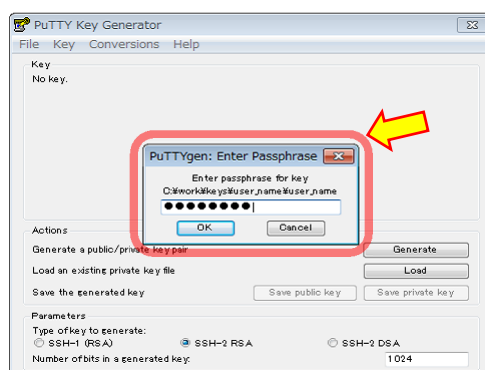 PuTTY Key Generator
File Key Conversions Help
Key
No key.
PuTTYgen: Enter Passphrase
Enter passphrase for key
C:¥work¥keys¥user_name¥user_name
●●●●●●●●
OK Cancel
Actions
Generate a public/private key pair Generate
Load an existing private key file Load
Save the generated key Save public key Save private key
Parameters
Type of key to generate:
SSH-1 (RSA) SSH-2 RSA SSH-2 DSA
Number of bits in a generated key: 1024